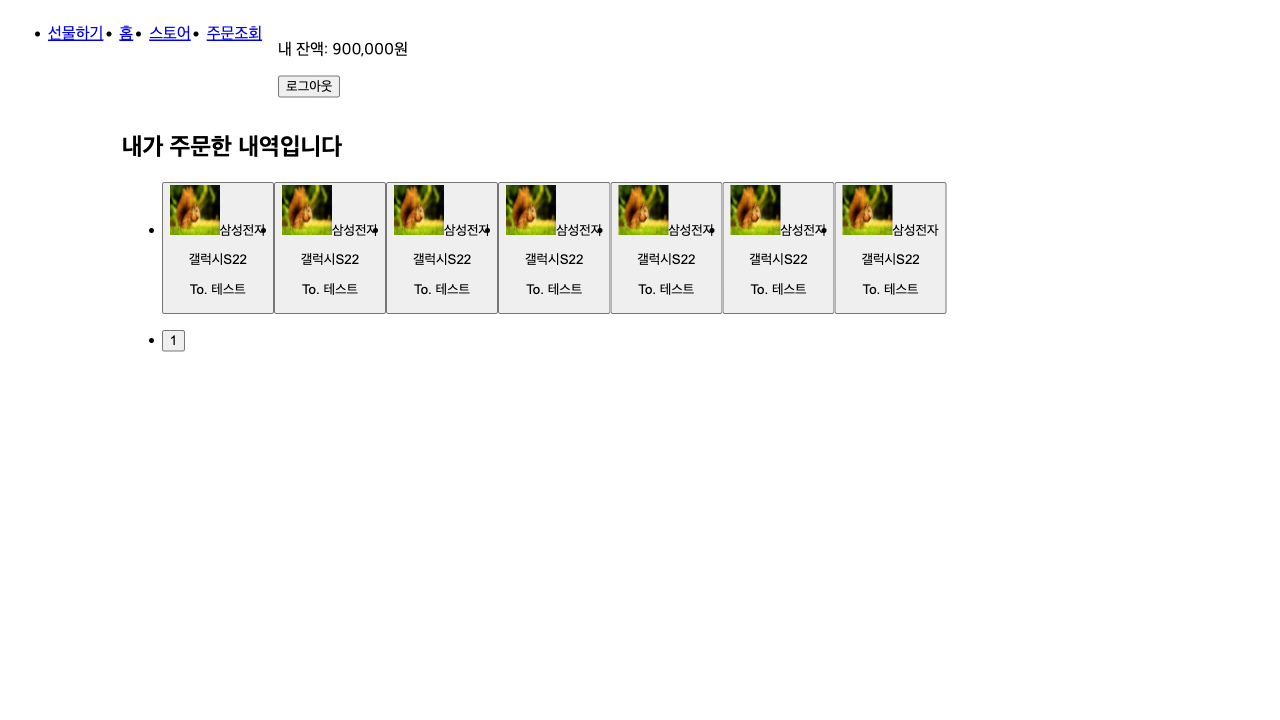 선물하기 홈 스토어 주문조회
내 잔액: 900,000원
로그아웃
내가 주문한 내역입니다
삼성전자 삼성전자 삼성전자 삼성전자 삼성전자 삼성전자 삼성전자
갤럭시S22 갤럭시S22 갤럭시S22 갤럭시S22 갤럭시S22 갤럭시S22 갤럭시S22
To. 테스트 To. 테스트 To. 테스트 To. 테스트 To. 테스트 To. 테스트 To. 테스트
1